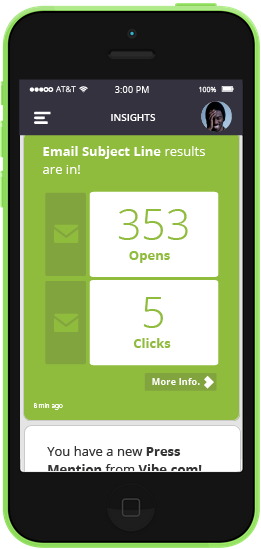 AT&T 3:00 PM 100%
INSIGHTS
Email Subject Line results
are in!
353
Opens
5
Clicks
More Info.
8 min ago
You have a new Press
Mention from Vibe.com!